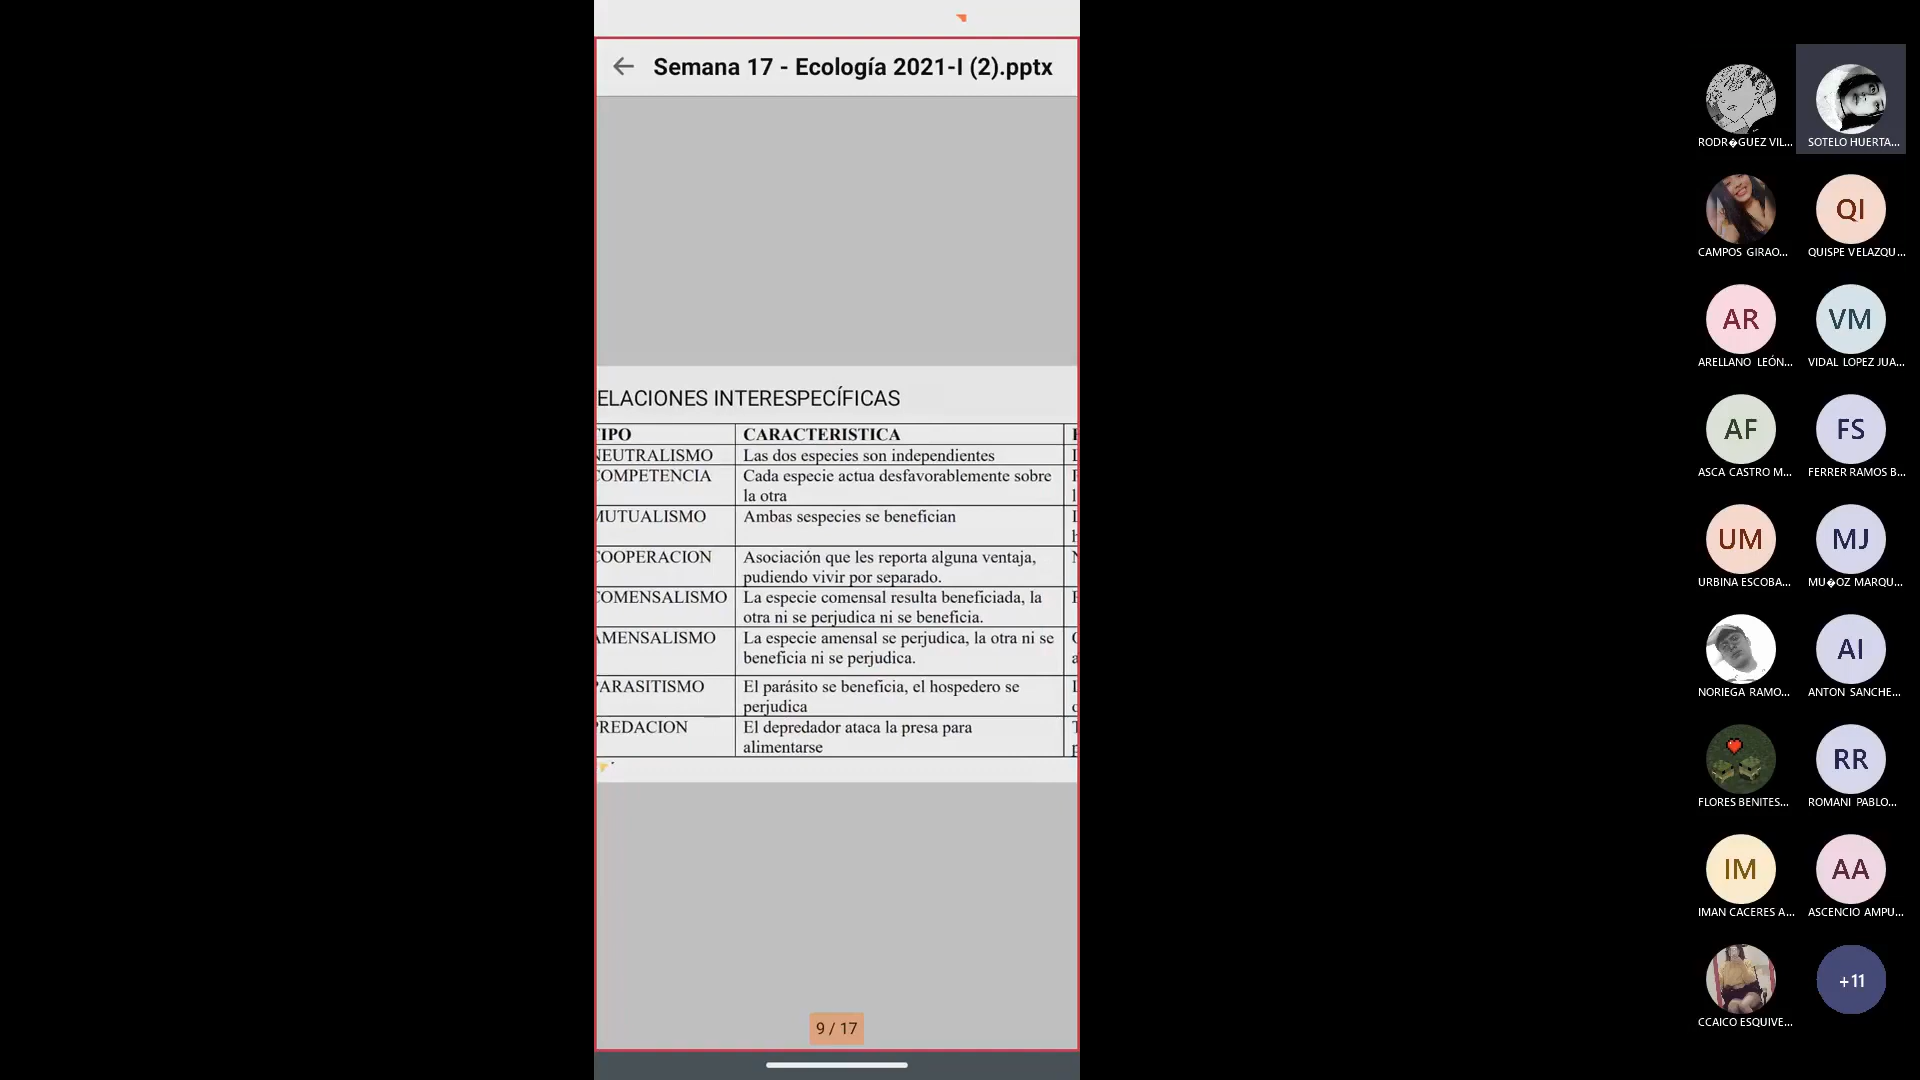 Semana 17 - Ecología 2021-I (2).pptx
ELACIONES INTERESPECÍFICAS
TIPO CARACTERISTICA
NEUTRALISMO Las dos especies son independientes
COMPETENCIA Cada especie actua desfavorablemente sobre
la otra
MUTUALISMO Ambas sespecies se benefician
COOPERACION Asociación que les reporta alguna ventaja,
pudiendo vivir por separado.
COMENSALISMO La especie comensal resulta beneficiada, la
otra ni se perjudica ni se beneficia.
AMENSALISMO La especie amensal se perjudica, la otra ni se
beneficia ni se perjudica.
PARASITISMO El parásito se beneficia, el hospedero se
perjudica
PREDACION El depredador ataca la presa para
alimentarse
9 / 17
RODR�GUEZ VIL...
SOTELO HUERTA...
CAMPOS GIRAO...
QI
QUISPE VELAZQU...
AR
ARELLANO LEÓN...
VM
VIDAL LOPEZ JUA...
AF
ASCA CASTRO M...
FS
FERRER RAMOS B...
UM
URBINA ESCOBA...
MJ
MU�OZ MARQU...
NORIEGA RAMO...
AI
ANTON SANCHE...
FLORES BENITES...
RR
ROMANI PABLO...
IM
IMAN CACERES A...
AA
ASCENCIO AMPU...
CCAICO ESQUIVE...
+11